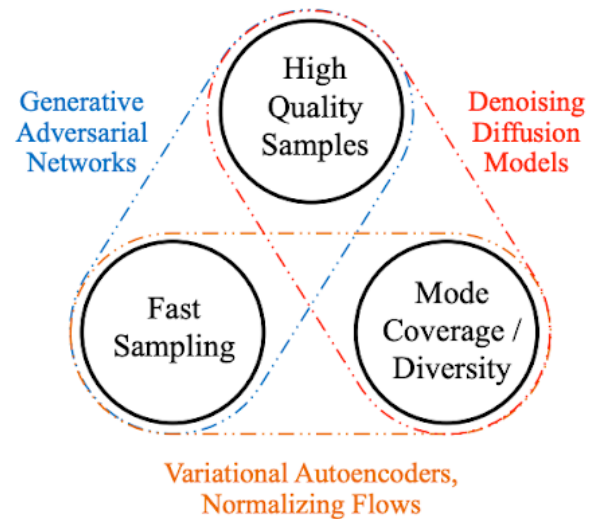 High
Quality
Samples
Generative
Adversarial
Networks
Denoising
Diffusion
Models
Fast
Sampling
Mode
Coverage /
Diversity
Variational Autoencoders,
Normalizing Flows